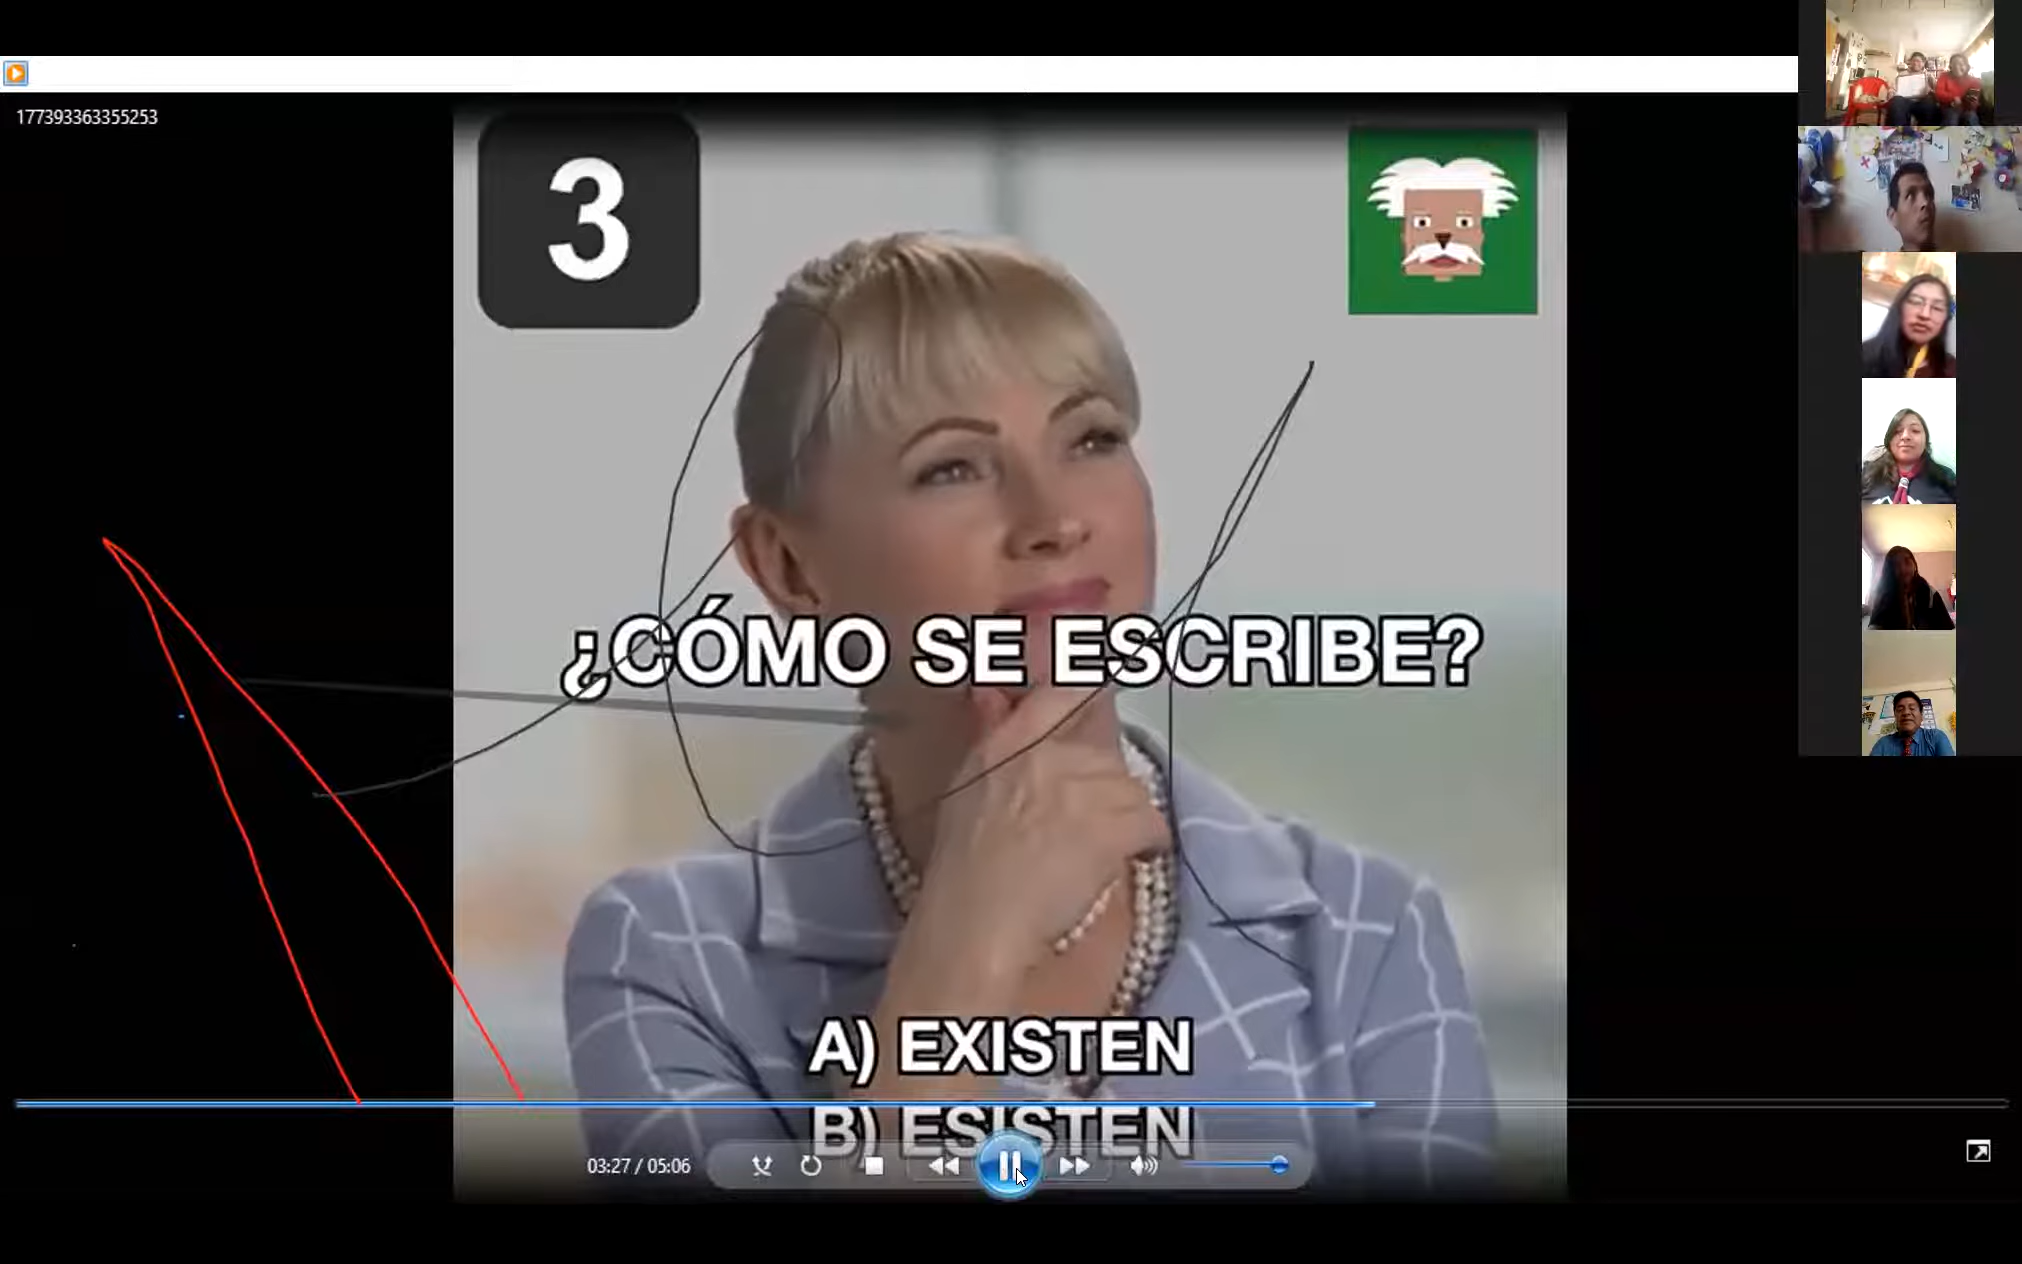 177393363355253
3
¿CÓMO SE ESCRIBE?
A) EXISTEN
B) ESISTEN
03:27 / 05:06